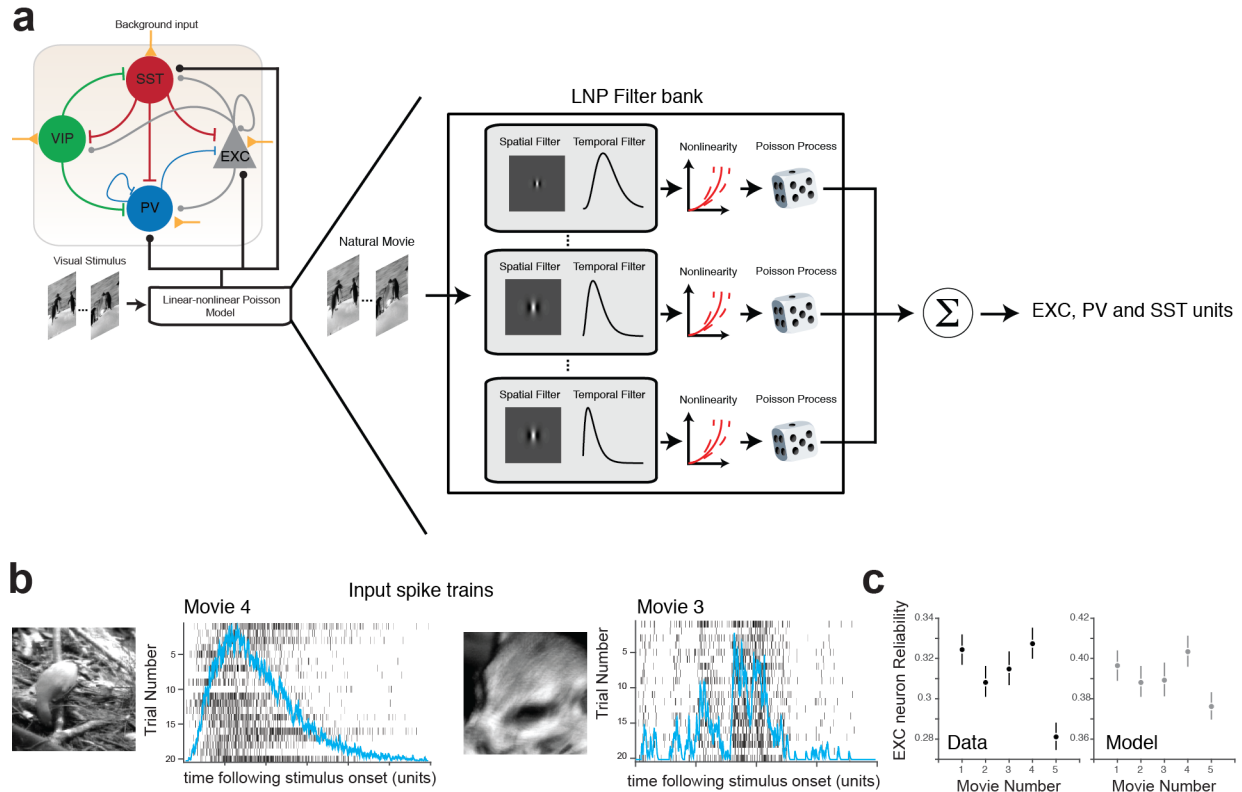 a
Background input
SST
VIP
EXC
PV
Visual Stimulus
Linear-nonlinear Poisson
Model
Natural Movie
LNP Filter bank
Spatial Filter Temporal Filter
Nonlinearity
Poisson Process
Spatial Filter Temporal Filter
Nonlinearity
Poisson Process
Spatial Filter Temporal Filter
Nonlinearity
Poisson Process
Σ
EXC, PV and SST units
b
Input spike trains
Movie 4
Trial Number
5
10
15
20
time following stimulus onset (units)
Movie 3
Trial Number
5
10
15
20
time following stimulus onset (units)
c
EXC neuron Reliability
0.34
0.32
0.3
0.28
Data
1 2 3 4 5
Movie Number
0.42
0.40
0.38
0.36
Model
1 2 3 4 5
Movie Number